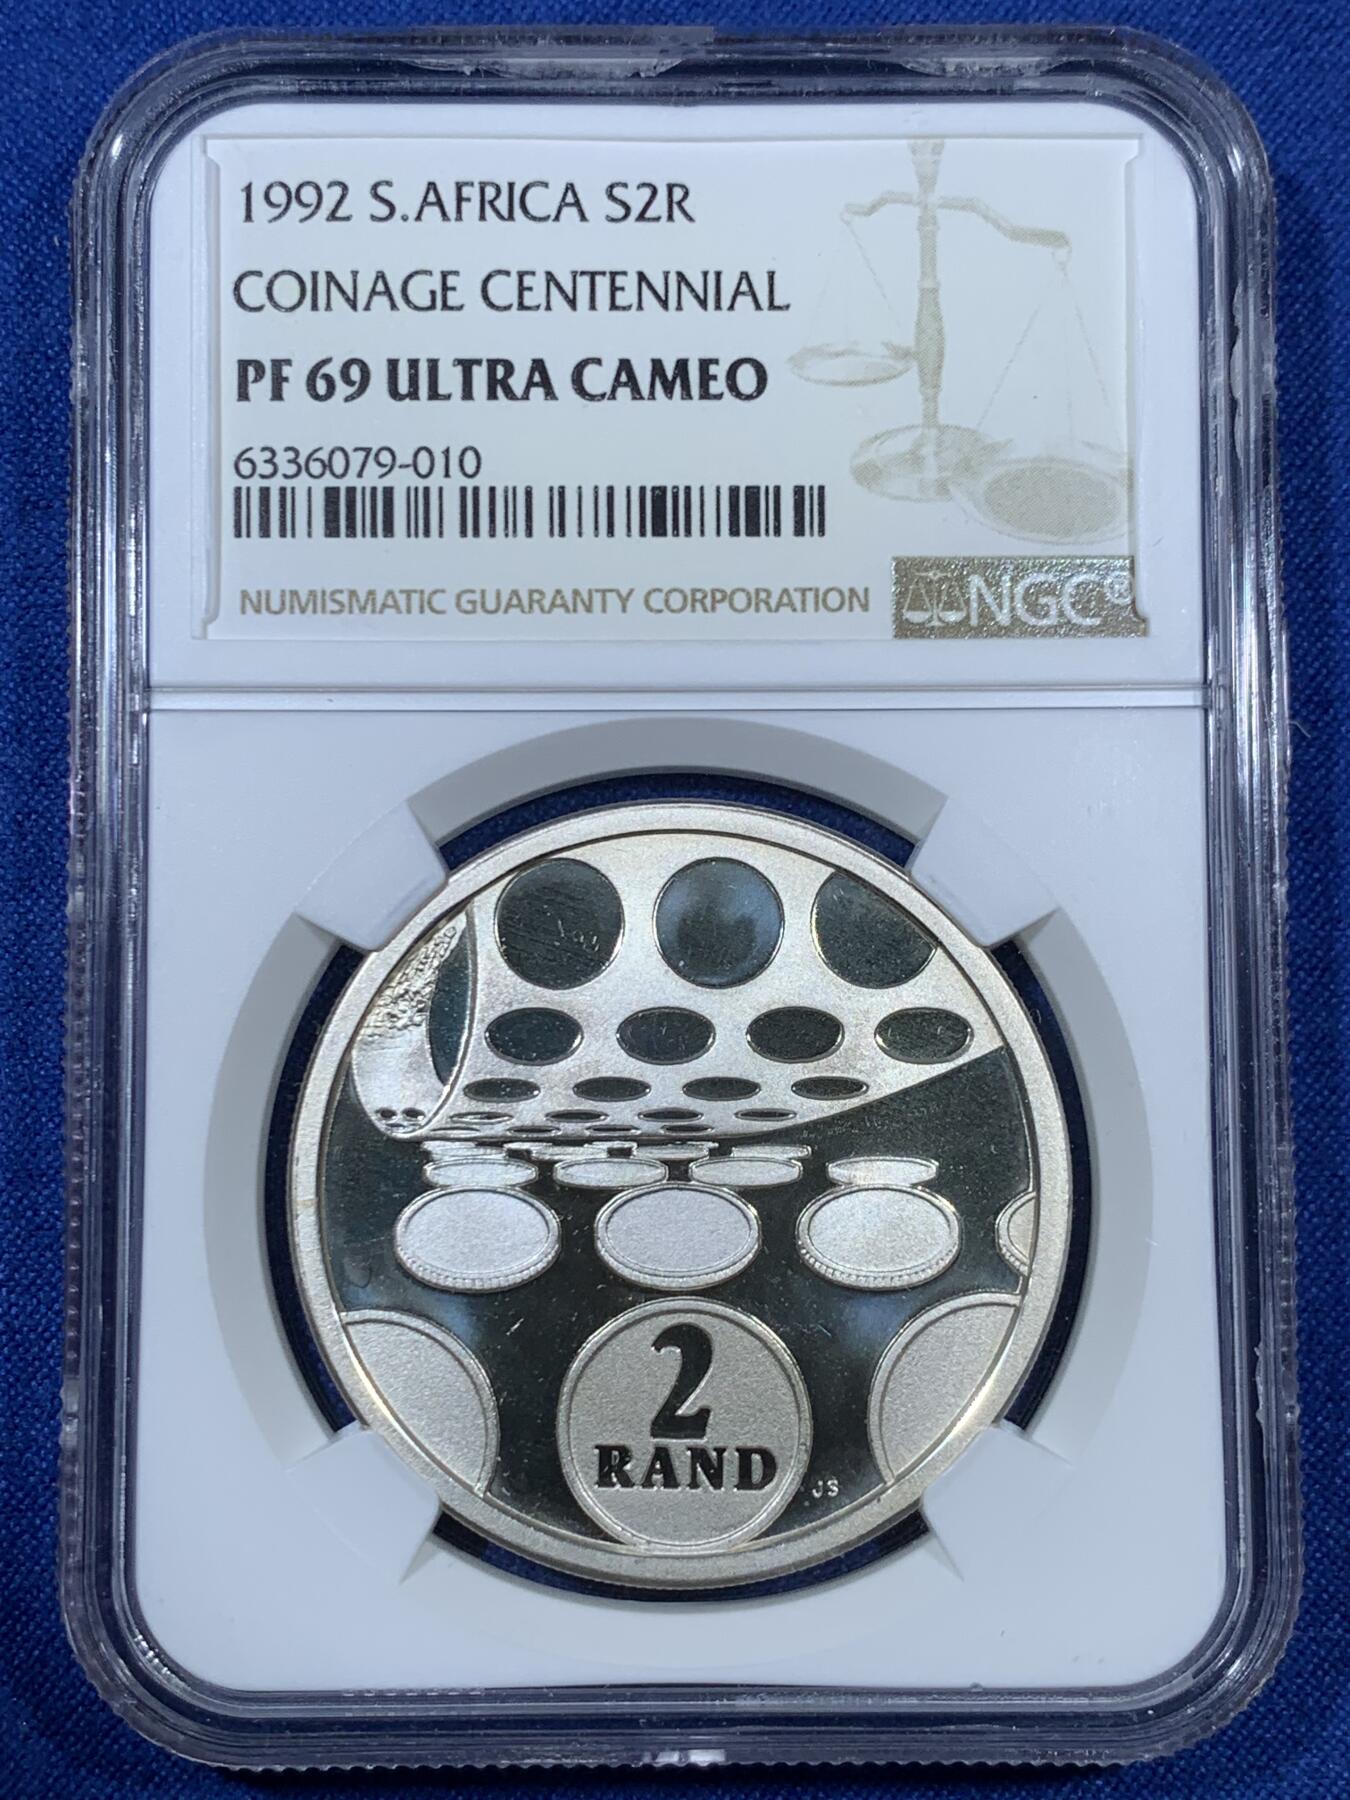 1992 S.AFRICA S2R
COINAGE CENTENNIAL
PF 69 ULTRA CAMEO
6336079-010
NUMISMATIC GUARANTY CORPORATION
NGC®
2
RAND
JS